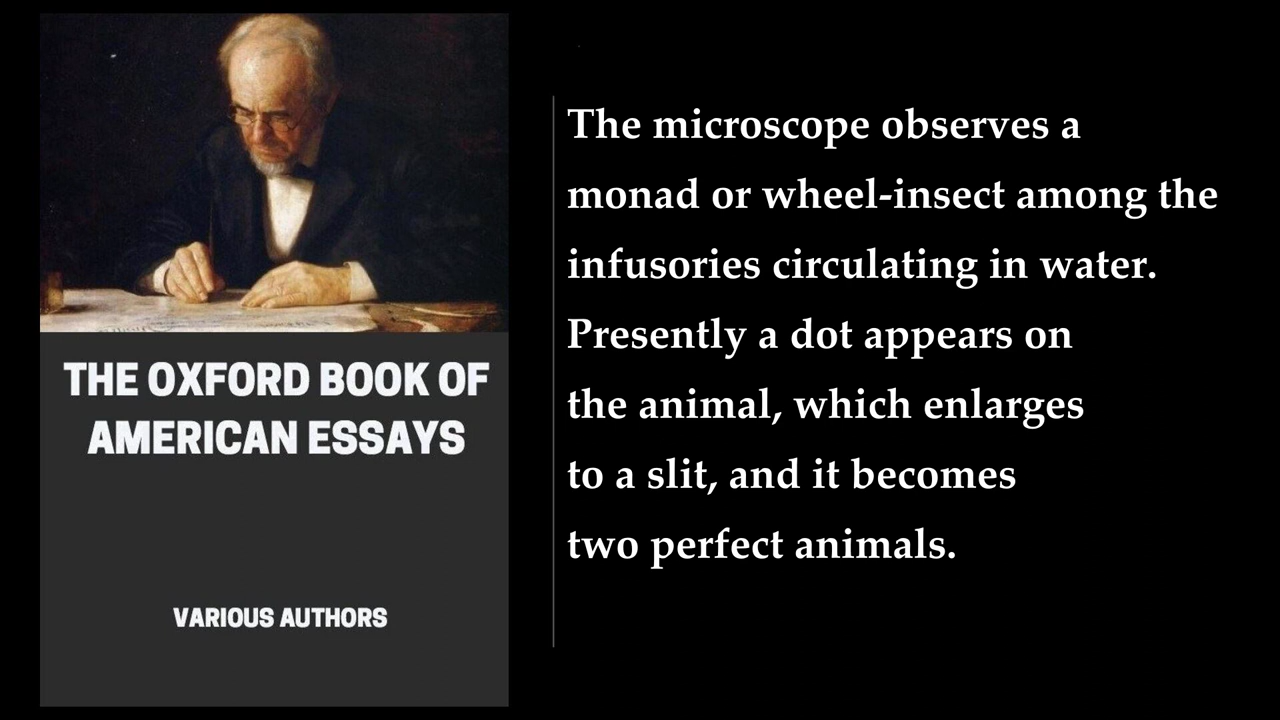 THE OXFORD BOOK OF
AMERICAN ESSAYS
VARIOUS AUTHORS
The microscope observes a
monad or wheel-insect among the
infusories circulating in water.
Presently a dot appears on
the animal, which enlarges
to a slit, and it becomes
two perfect animals.